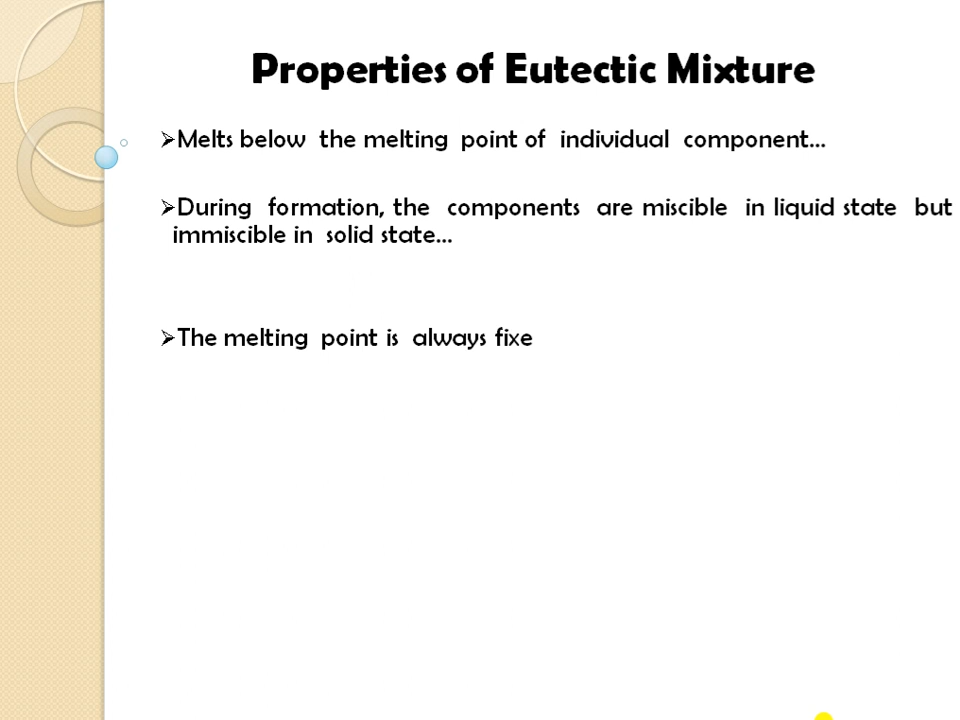 Properties of Eutectic Mixture
➢Melts below the melting point of individual component...
➢During formation, the components are miscible in liquid state but
immiscible in solid state...
➢The melting point is always fixe